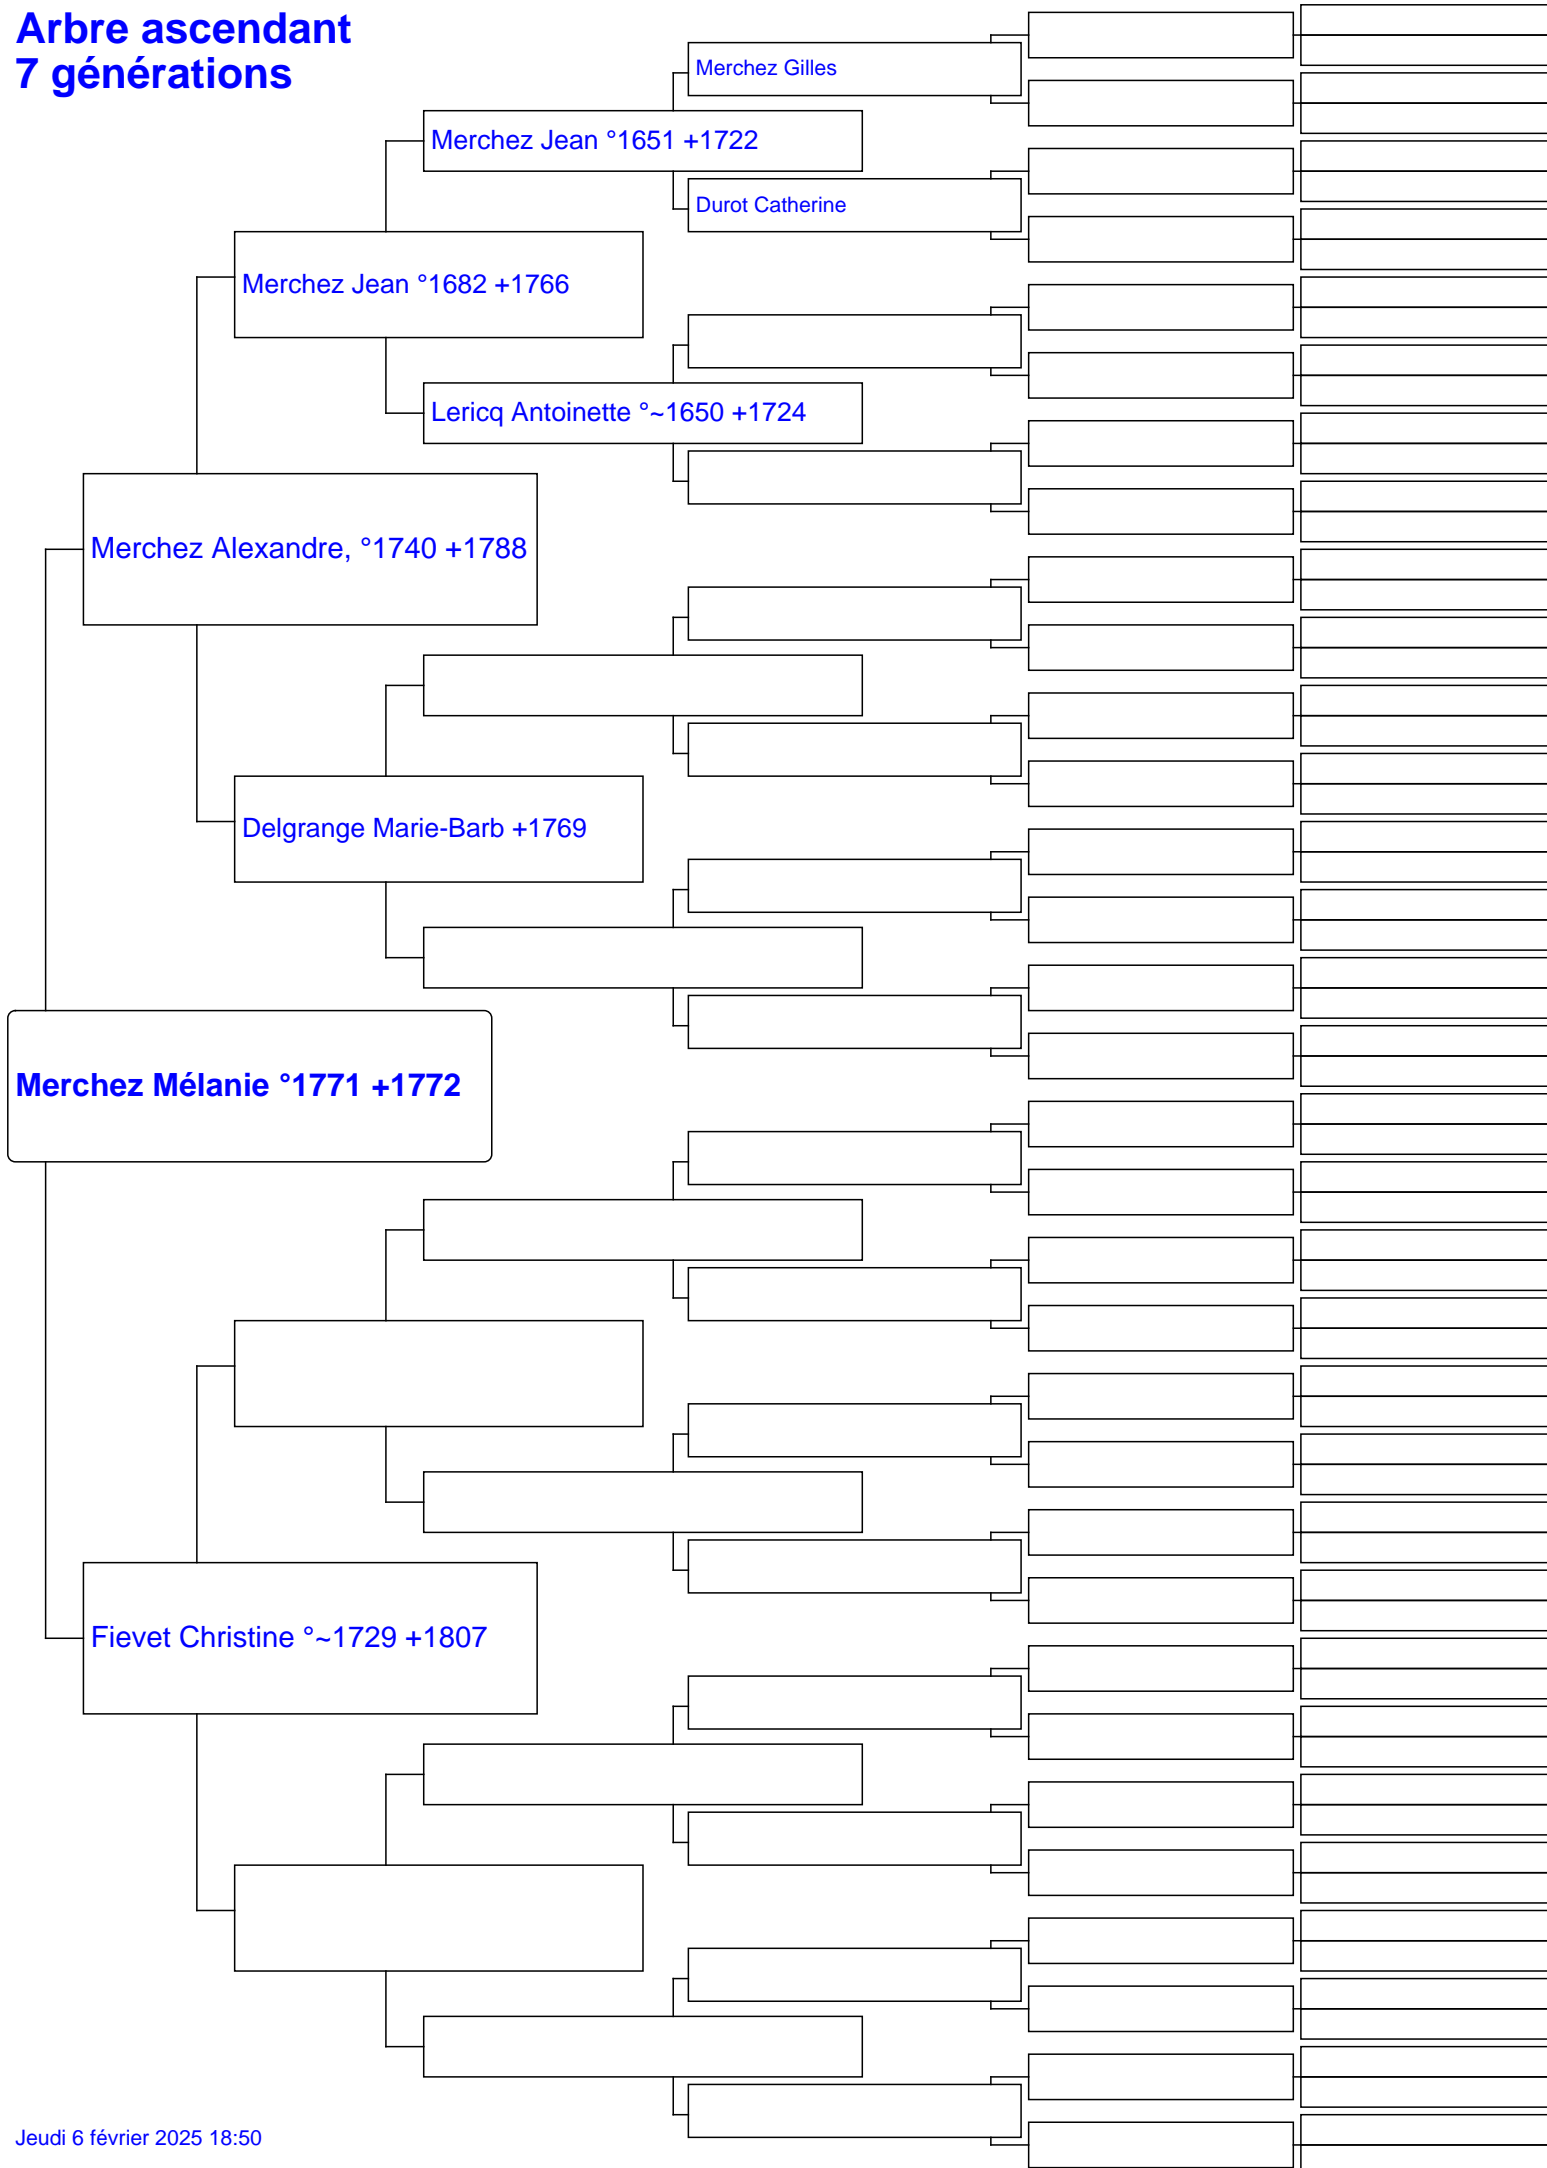 Arbre ascendant
7 générations
Merchez Gilles
Merchez Jean °1651 +1722
Durot Catherine
Merchez Jean °1682 +1766
Lericq Antoinette °~1650 +1724
Merchez Alexandre, °1740 +1788
Delgrange Marie-Barb +1769
Merchez Mélanie °1771 +1772
Fievet Christine °~1729 +1807
Jeudi 6 février 2025 18:50